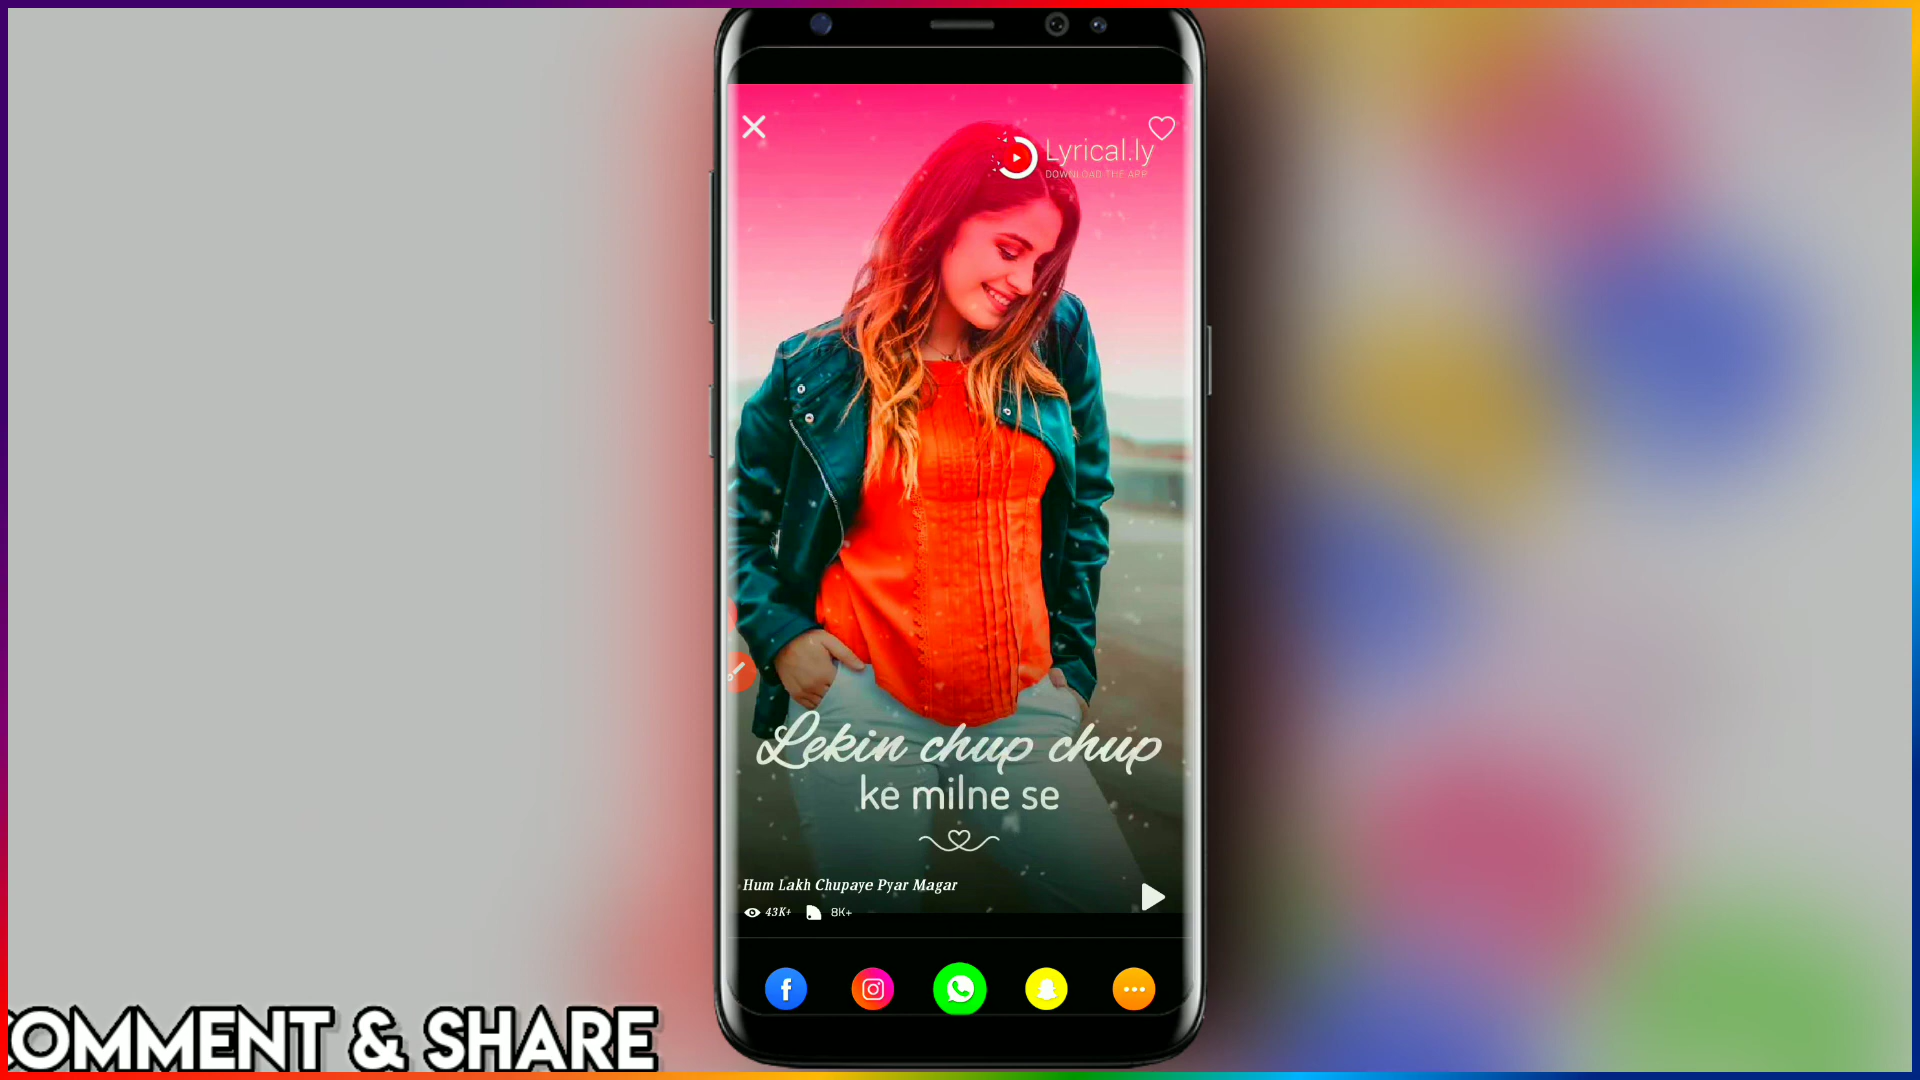 Lyrical.ly
DOWNLOAD THE APP
Lekin chup chup
ke milne se
Hum Lakh Chupaye Pyar Magar
43K+ 8K+
COMMENT & SHARE